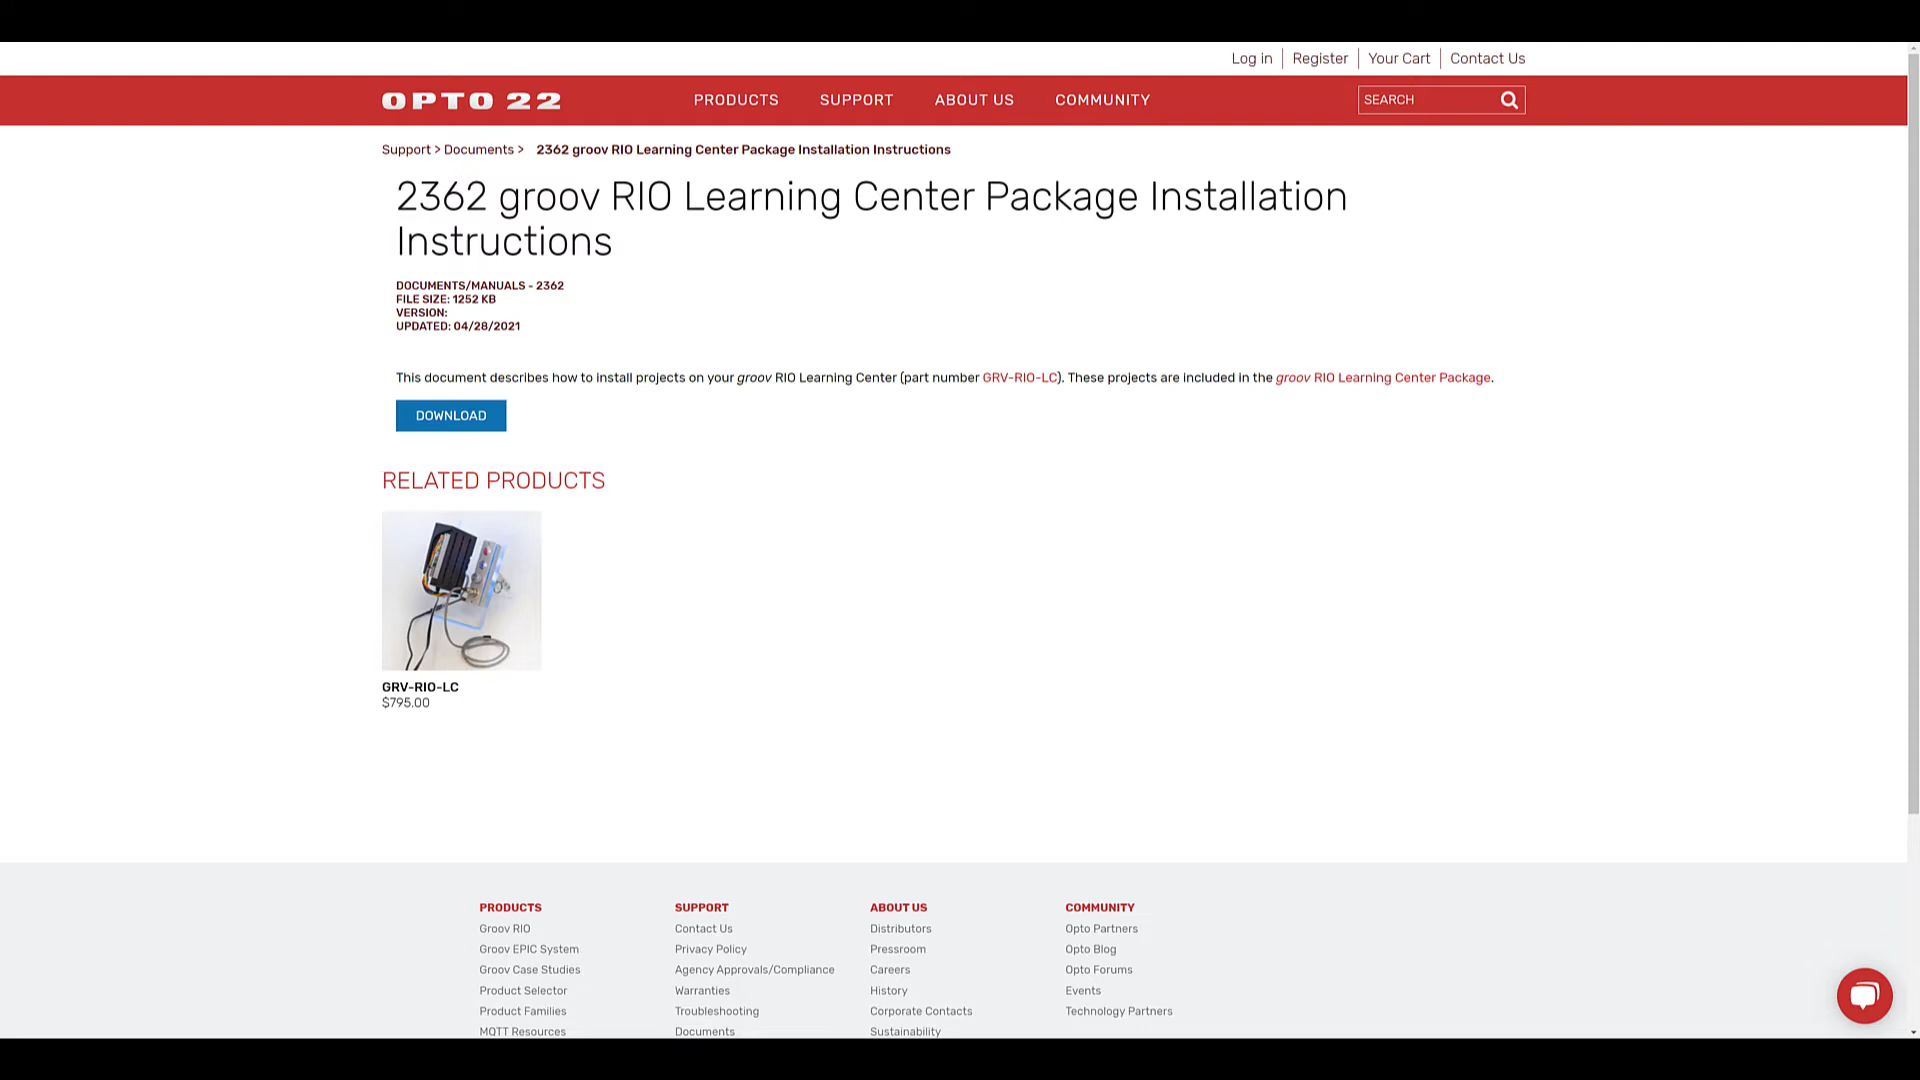 Log in
Register
Your Cart
Contact Us
OPTO 22
PRODUCTS
SUPPORT
ABOUT US
COMMUNITY
SEARCH
Support > Documents > 2362 groov RIO Learning Center Package Installation Instructions
2362 groov RIO Learning Center Package Installation
Instructions
DOCUMENTS/MANUALS - 2362
FILE SIZE: 1252 KB
VERSION:
UPDATED: 04/28/2021
This document describes how to install projects on your groov RIO Learning Center (part number GRV-RIO-LC). These projects are included in the groov RIO Learning Center Package.
DOWNLOAD
RELATED PRODUCTS
GRV-RIO-LC
$795.00
PRODUCTS
Groov RIO
Groov EPIC System
Groov Case Studies
Product Selector
Product Families
MQTT Resources
SUPPORT
Contact Us
Privacy Policy
Agency Approvals/Compliance
Warranties
Troubleshooting
Documents
ABOUT US
Distributors
Pressroom
Careers
History
Corporate Contacts
Sustainability
COMMUNITY
Opto Partners
Opto Blog
Opto Forums
Events
Technology Partners